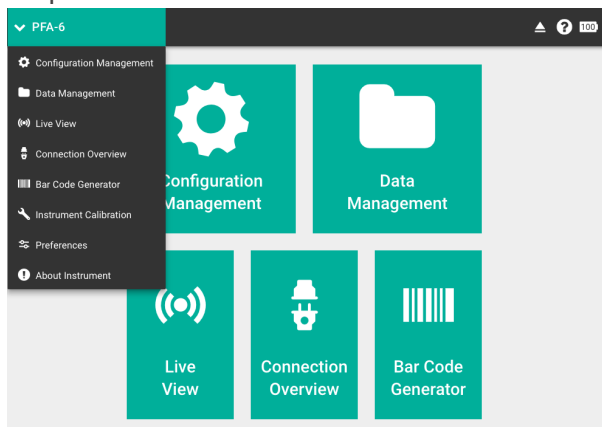 PFA-6
100
Configuration Management
Data Management
Live View
Connection Overview
Bar Code Generator
Instrument Calibration
Preferences
About Instrument
Configuration
Management
Data
Management
Live
View
Connection
Overview
Bar Code
Generator